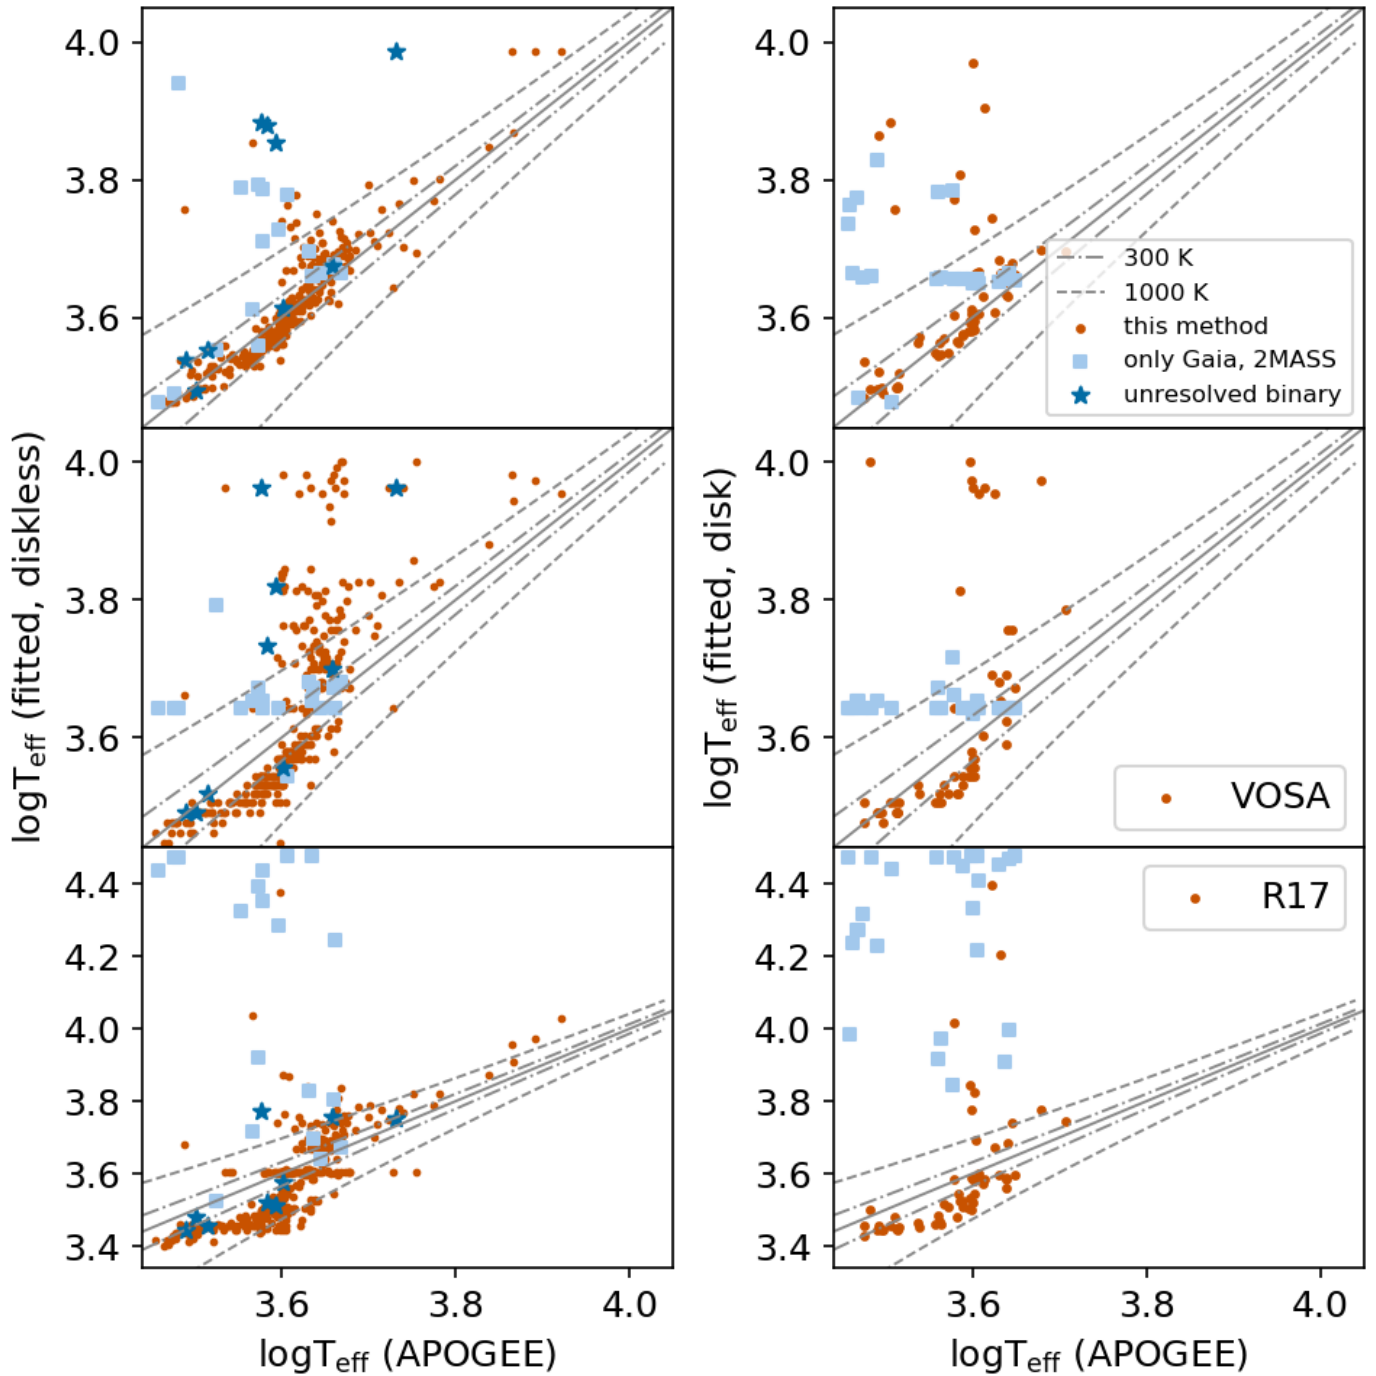 4.0
3.8
3.6
4.0
3.8
3.6
300 K
1000 K
this method
only Gaia, 2MASS
unresolved binary
logTeff (fitted, diskless)
4.0
3.8
3.6
logTeff (fitted, disk)
4.0
3.8
3.6
VOSA
4.4
4.2
4.0
3.8
3.6
3.4
4.4
4.2
4.0
3.8
3.6
3.4
R17
3.6 3.8 4.0
3.6 3.8 4.0
logTeff (APOGEE)
logTeff (APOGEE)